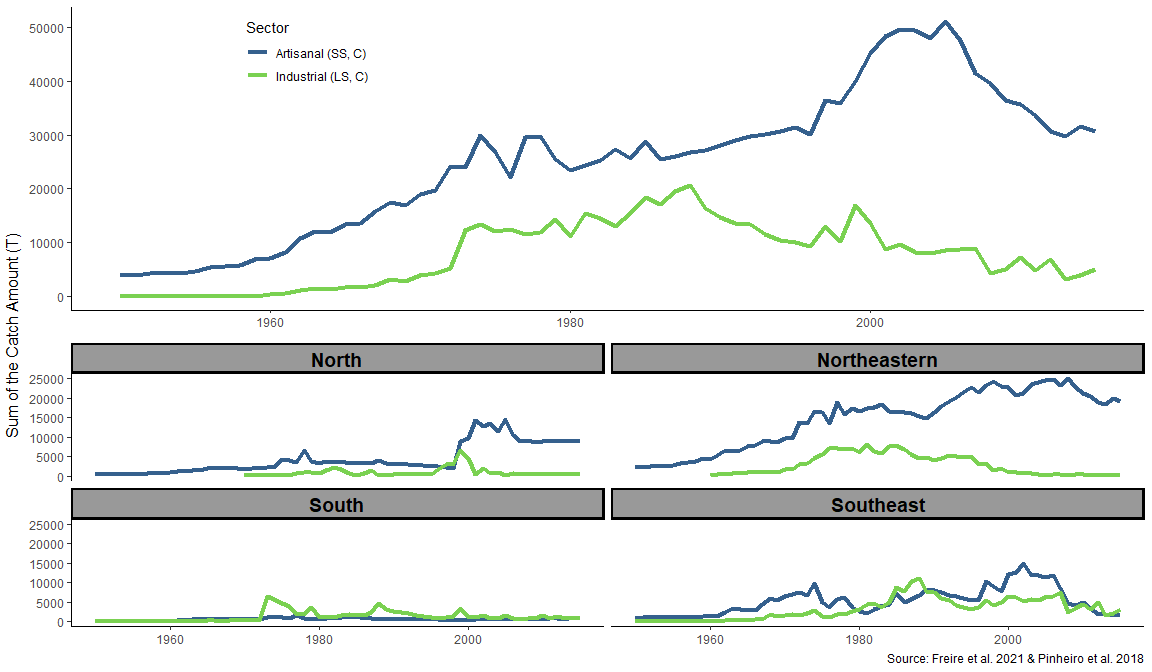 Sum of the Catch Amount (T)
Sector
Artisanal (SS, C)
Industrial (LS, C)
50000
40000
30000
20000
10000
0
1960 1980 2000
North Northeastern
25000
20000
15000
10000
5000
0
South Southeast
25000
20000
15000
10000
5000
0
1960 1980 2000 1960 1980 2000
Source: Freire et al. 2021 & Pinheiro et al. 2018